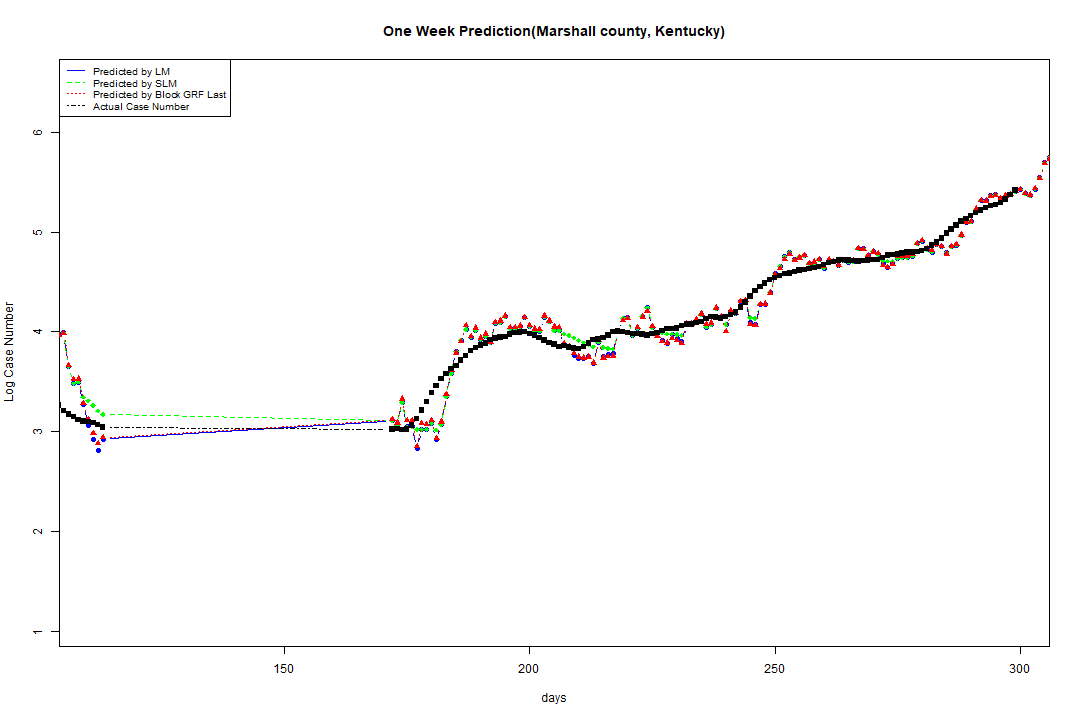 One Week Prediction(Marshall county, Kentucky)
Predicted by LM
Predicted by SLM
Predicted by Block GRF Last
Actual Case Number
6
5
4
3
2
1
Log Case Number
150 200 250 300
days